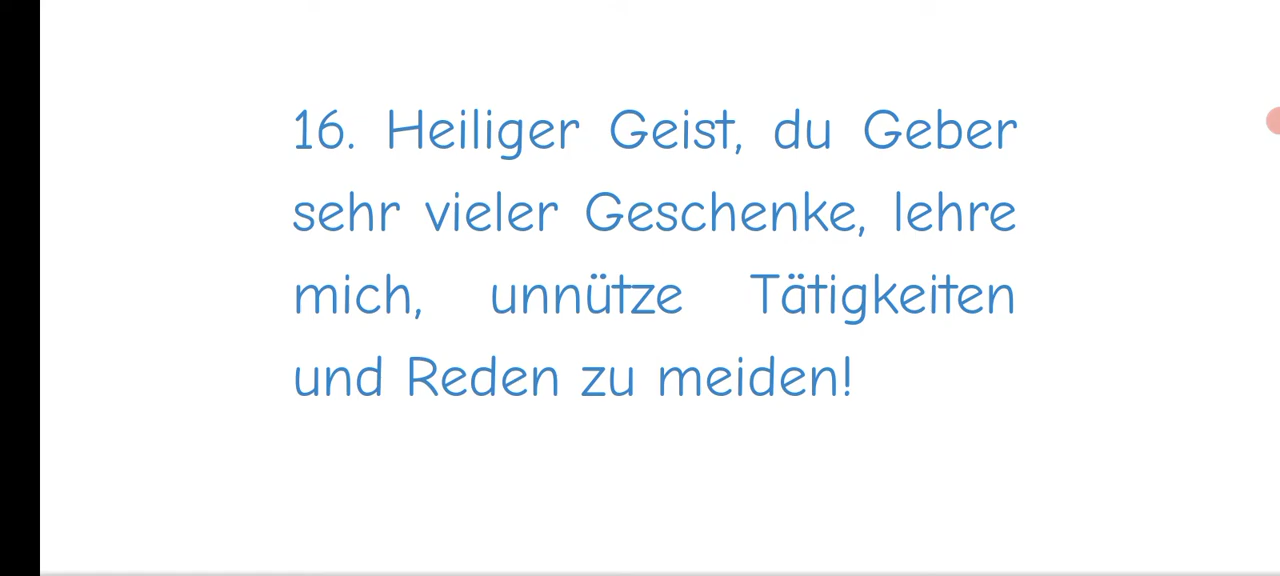 16. Heiliger Geist, du Geber
sehr vieler Geschenke, lehre
mich, unnütze Tätigkeiten
und Reden zu meiden!